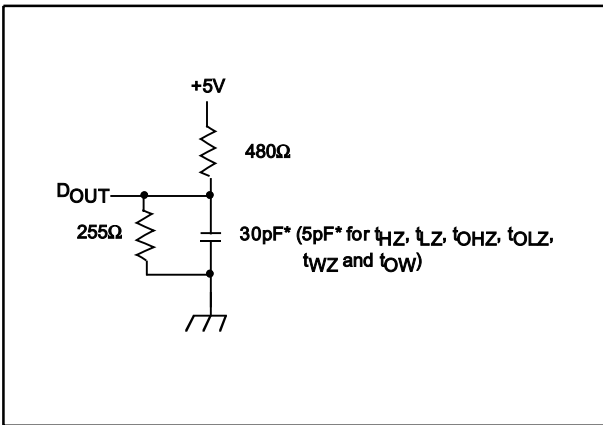 +5V
480Ω
DOUT
255Ω
30pF* (5pF* for tHZ, tLZ, tOHZ, tOLZ,
tWZ and tOW)